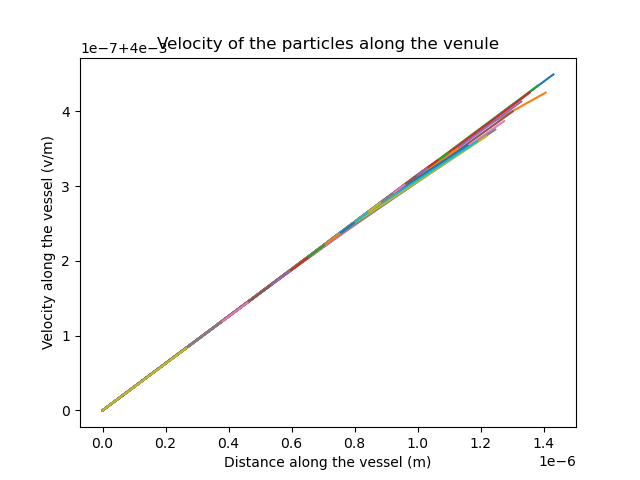 1e−7+4e−3
Velocity of the particles along the venule
Velocity along the vessel (v/m)
4
3
2
1
0
0.0 0.2 0.4 0.6 0.8 1.0 1.2 1.4
1e−6
Distance along the vessel (m)